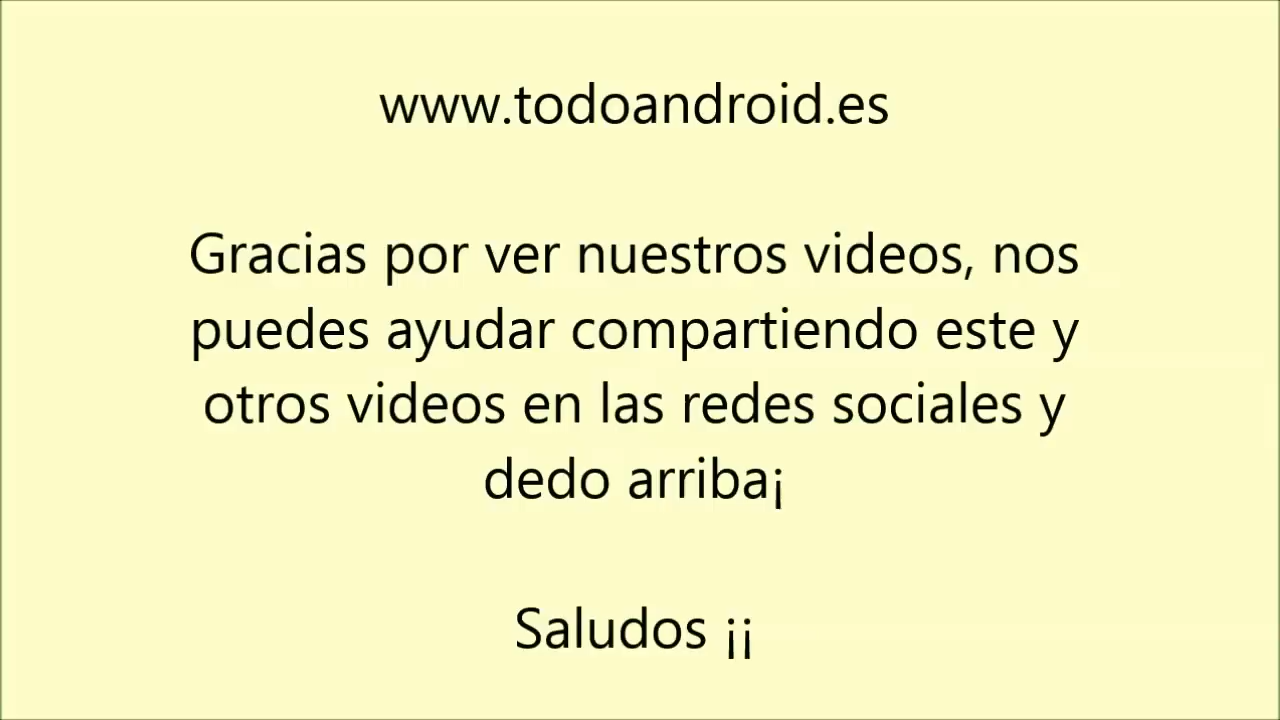 www.todoandroid.es
Gracias por ver nuestros videos, nos
puedes ayudar compartiendo este y
otros videos en las redes sociales y
dedo arriba¡
Saludos ¡¡